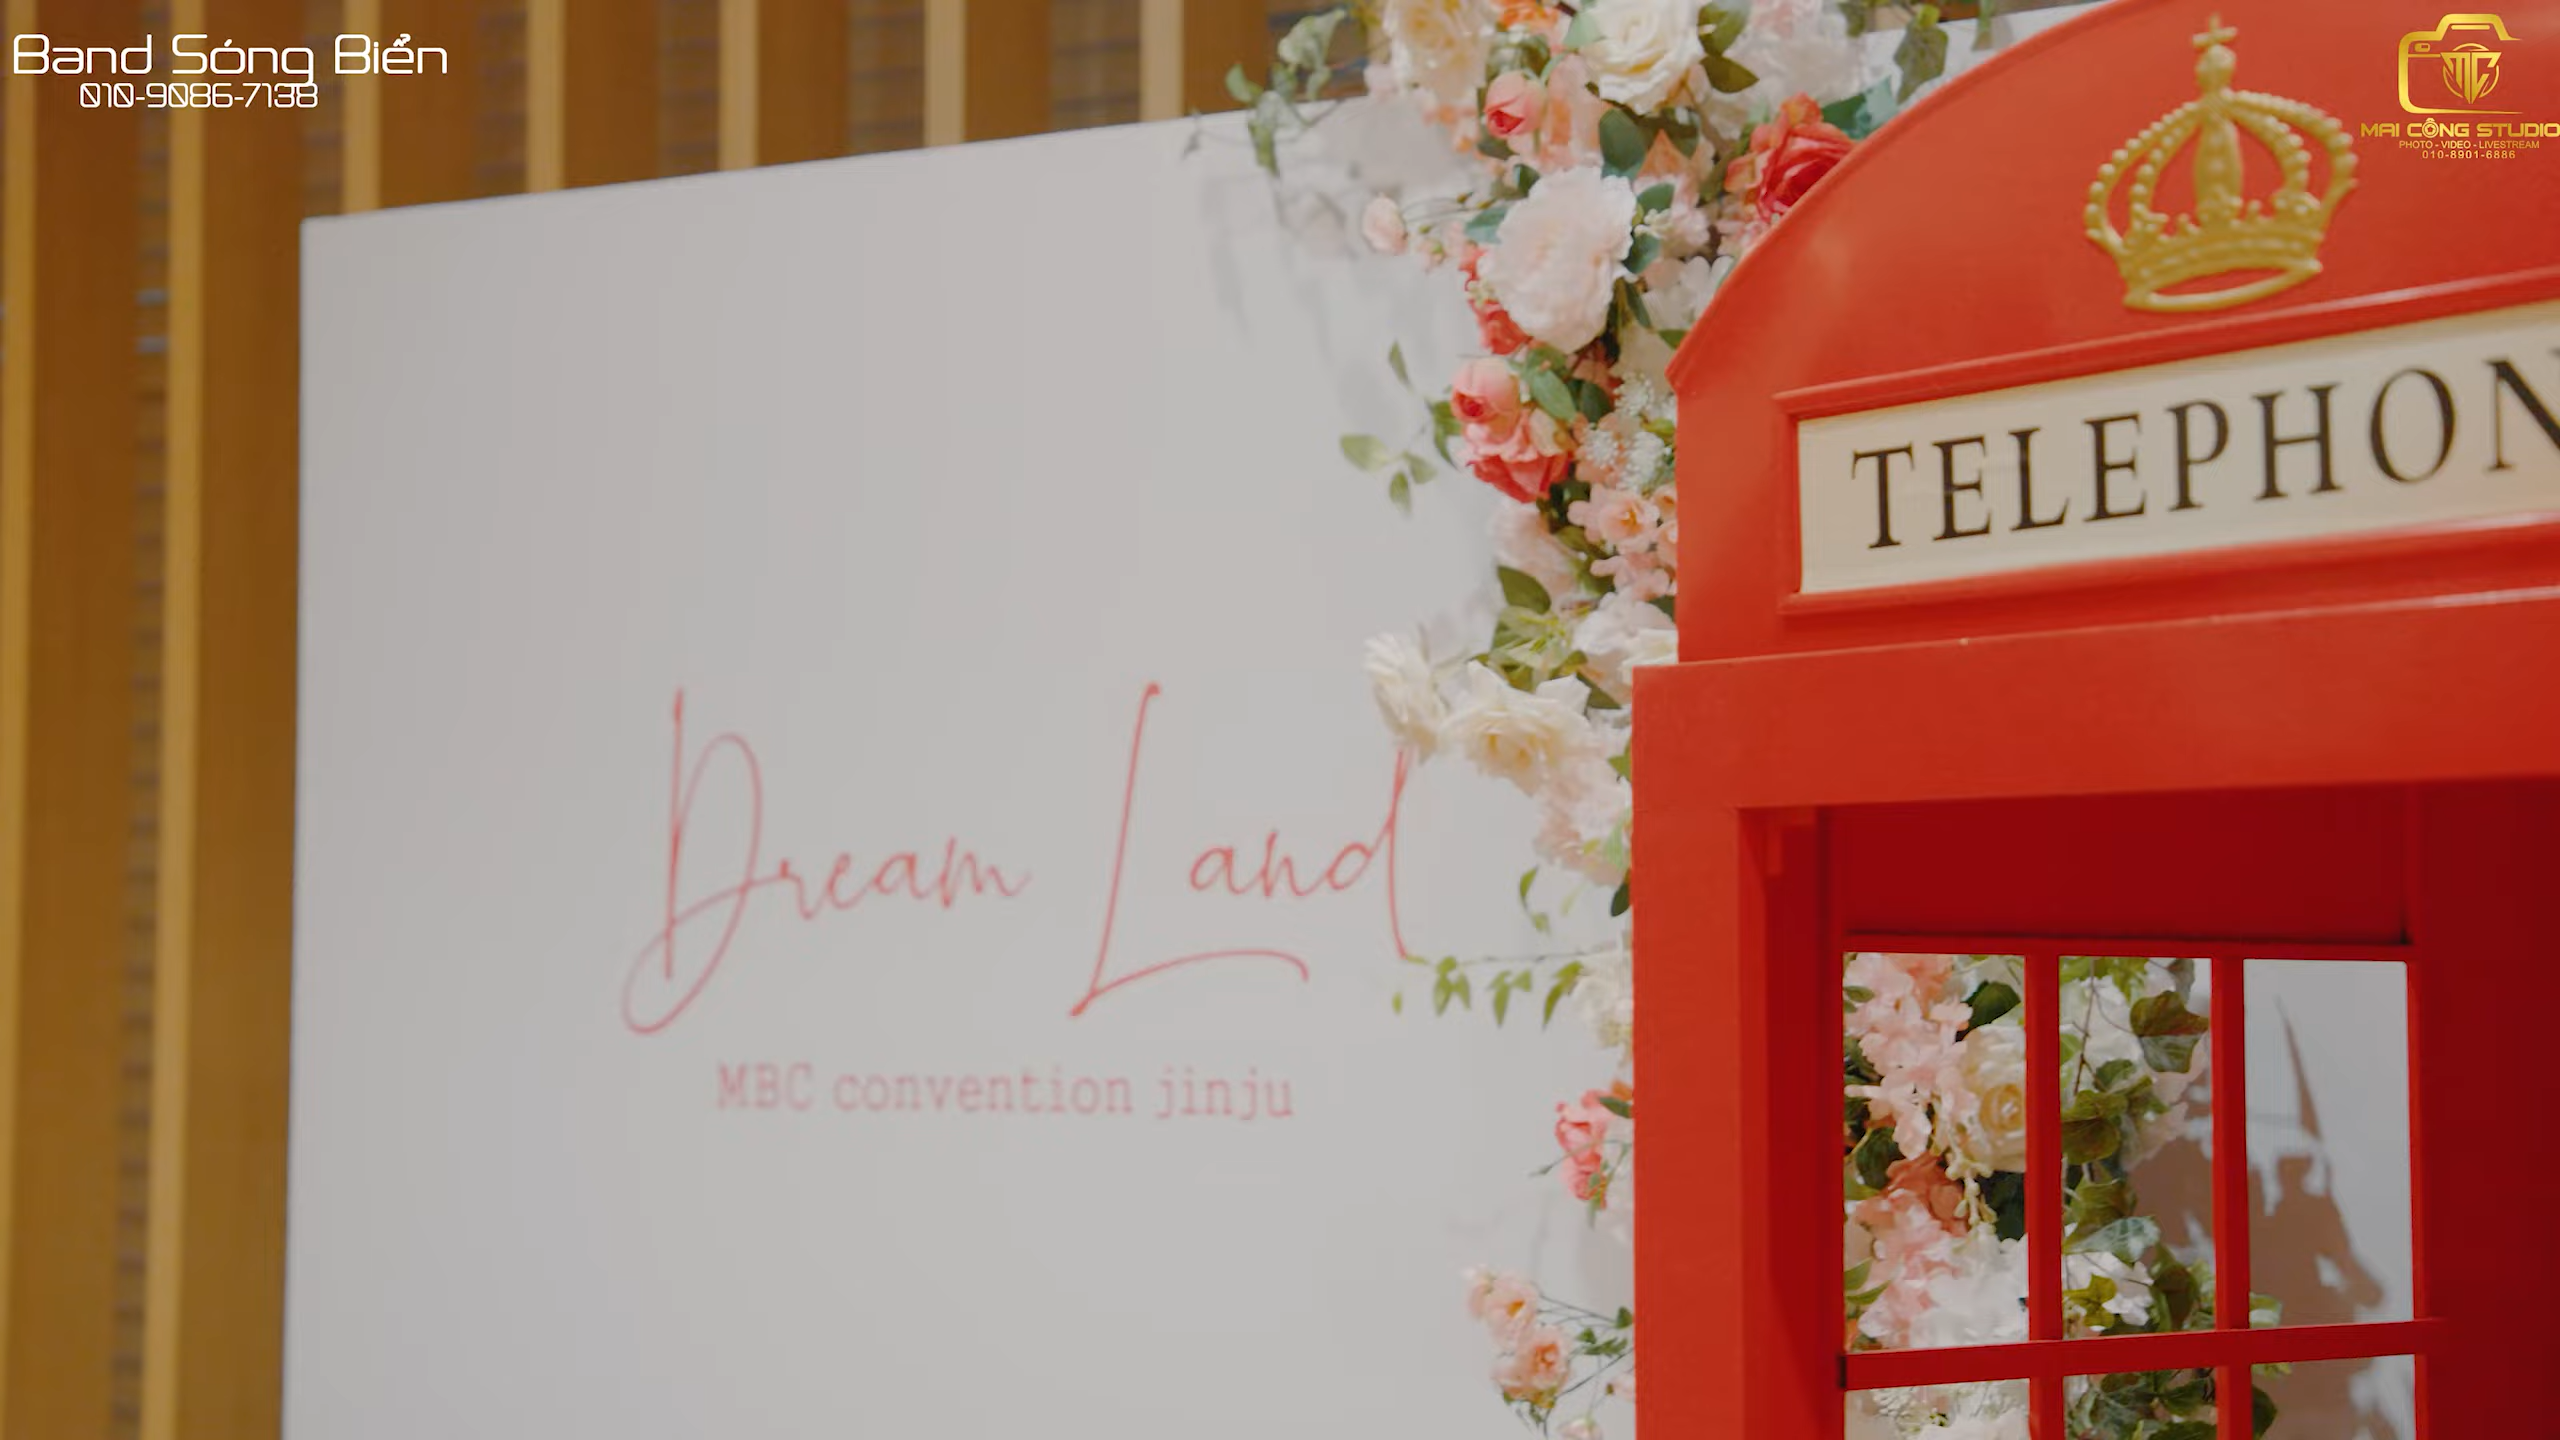 Band Sóng Biển
010-9086-7138
MAI CÔNG STUDIO
PHOTO - VIDEO - LIVESTREAM
010-8901-6886
TELEPHON
Dream Land
MBC convention jinju